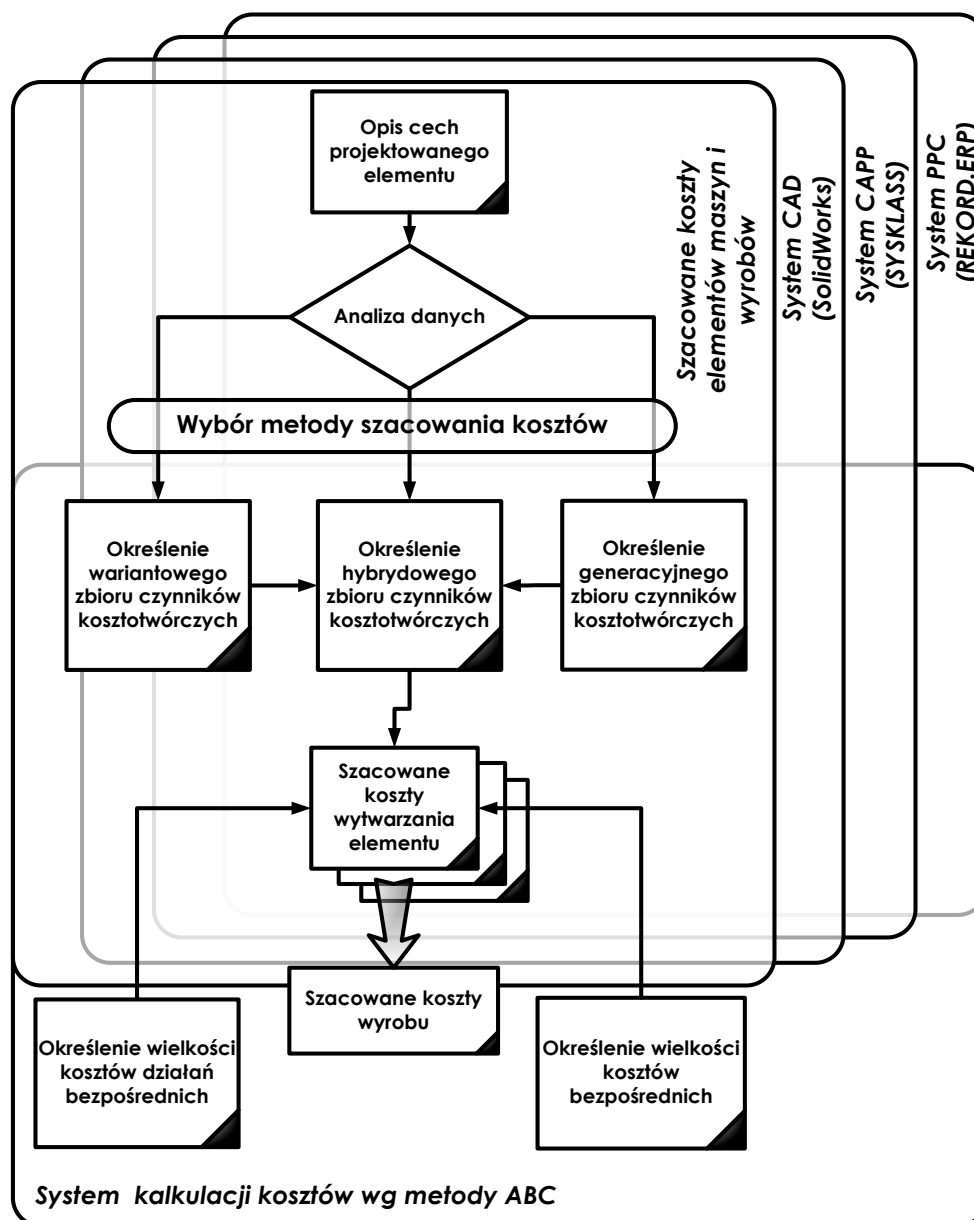 Opis cech
projektowanego
elementu
Analiza danych
Wybór metody szacowania kosztów
Szacowane koszty
elementów maszyn i
wyrobów
System CAD
(SolidWorks)
System CAPP
(SYSKLASS)
System PPC
(REKORD.ERP)
Określenie
wariantowego
zbioru czynników
kosztotwórczych
Określenie
hybrydowego
zbioru czynników
kosztotwórczych
Określenie
generacyjnego
zbioru czynników
kosztotwórczych
Szacowane
koszty
wytwarzania
elementu
Szacowane koszty
wyrobu
Określenie wielkości
kosztów działań
bezpośrednich
Określenie wielkości
kosztów
bezpośrednich
System kalkulacji kosztów wg metody ABC